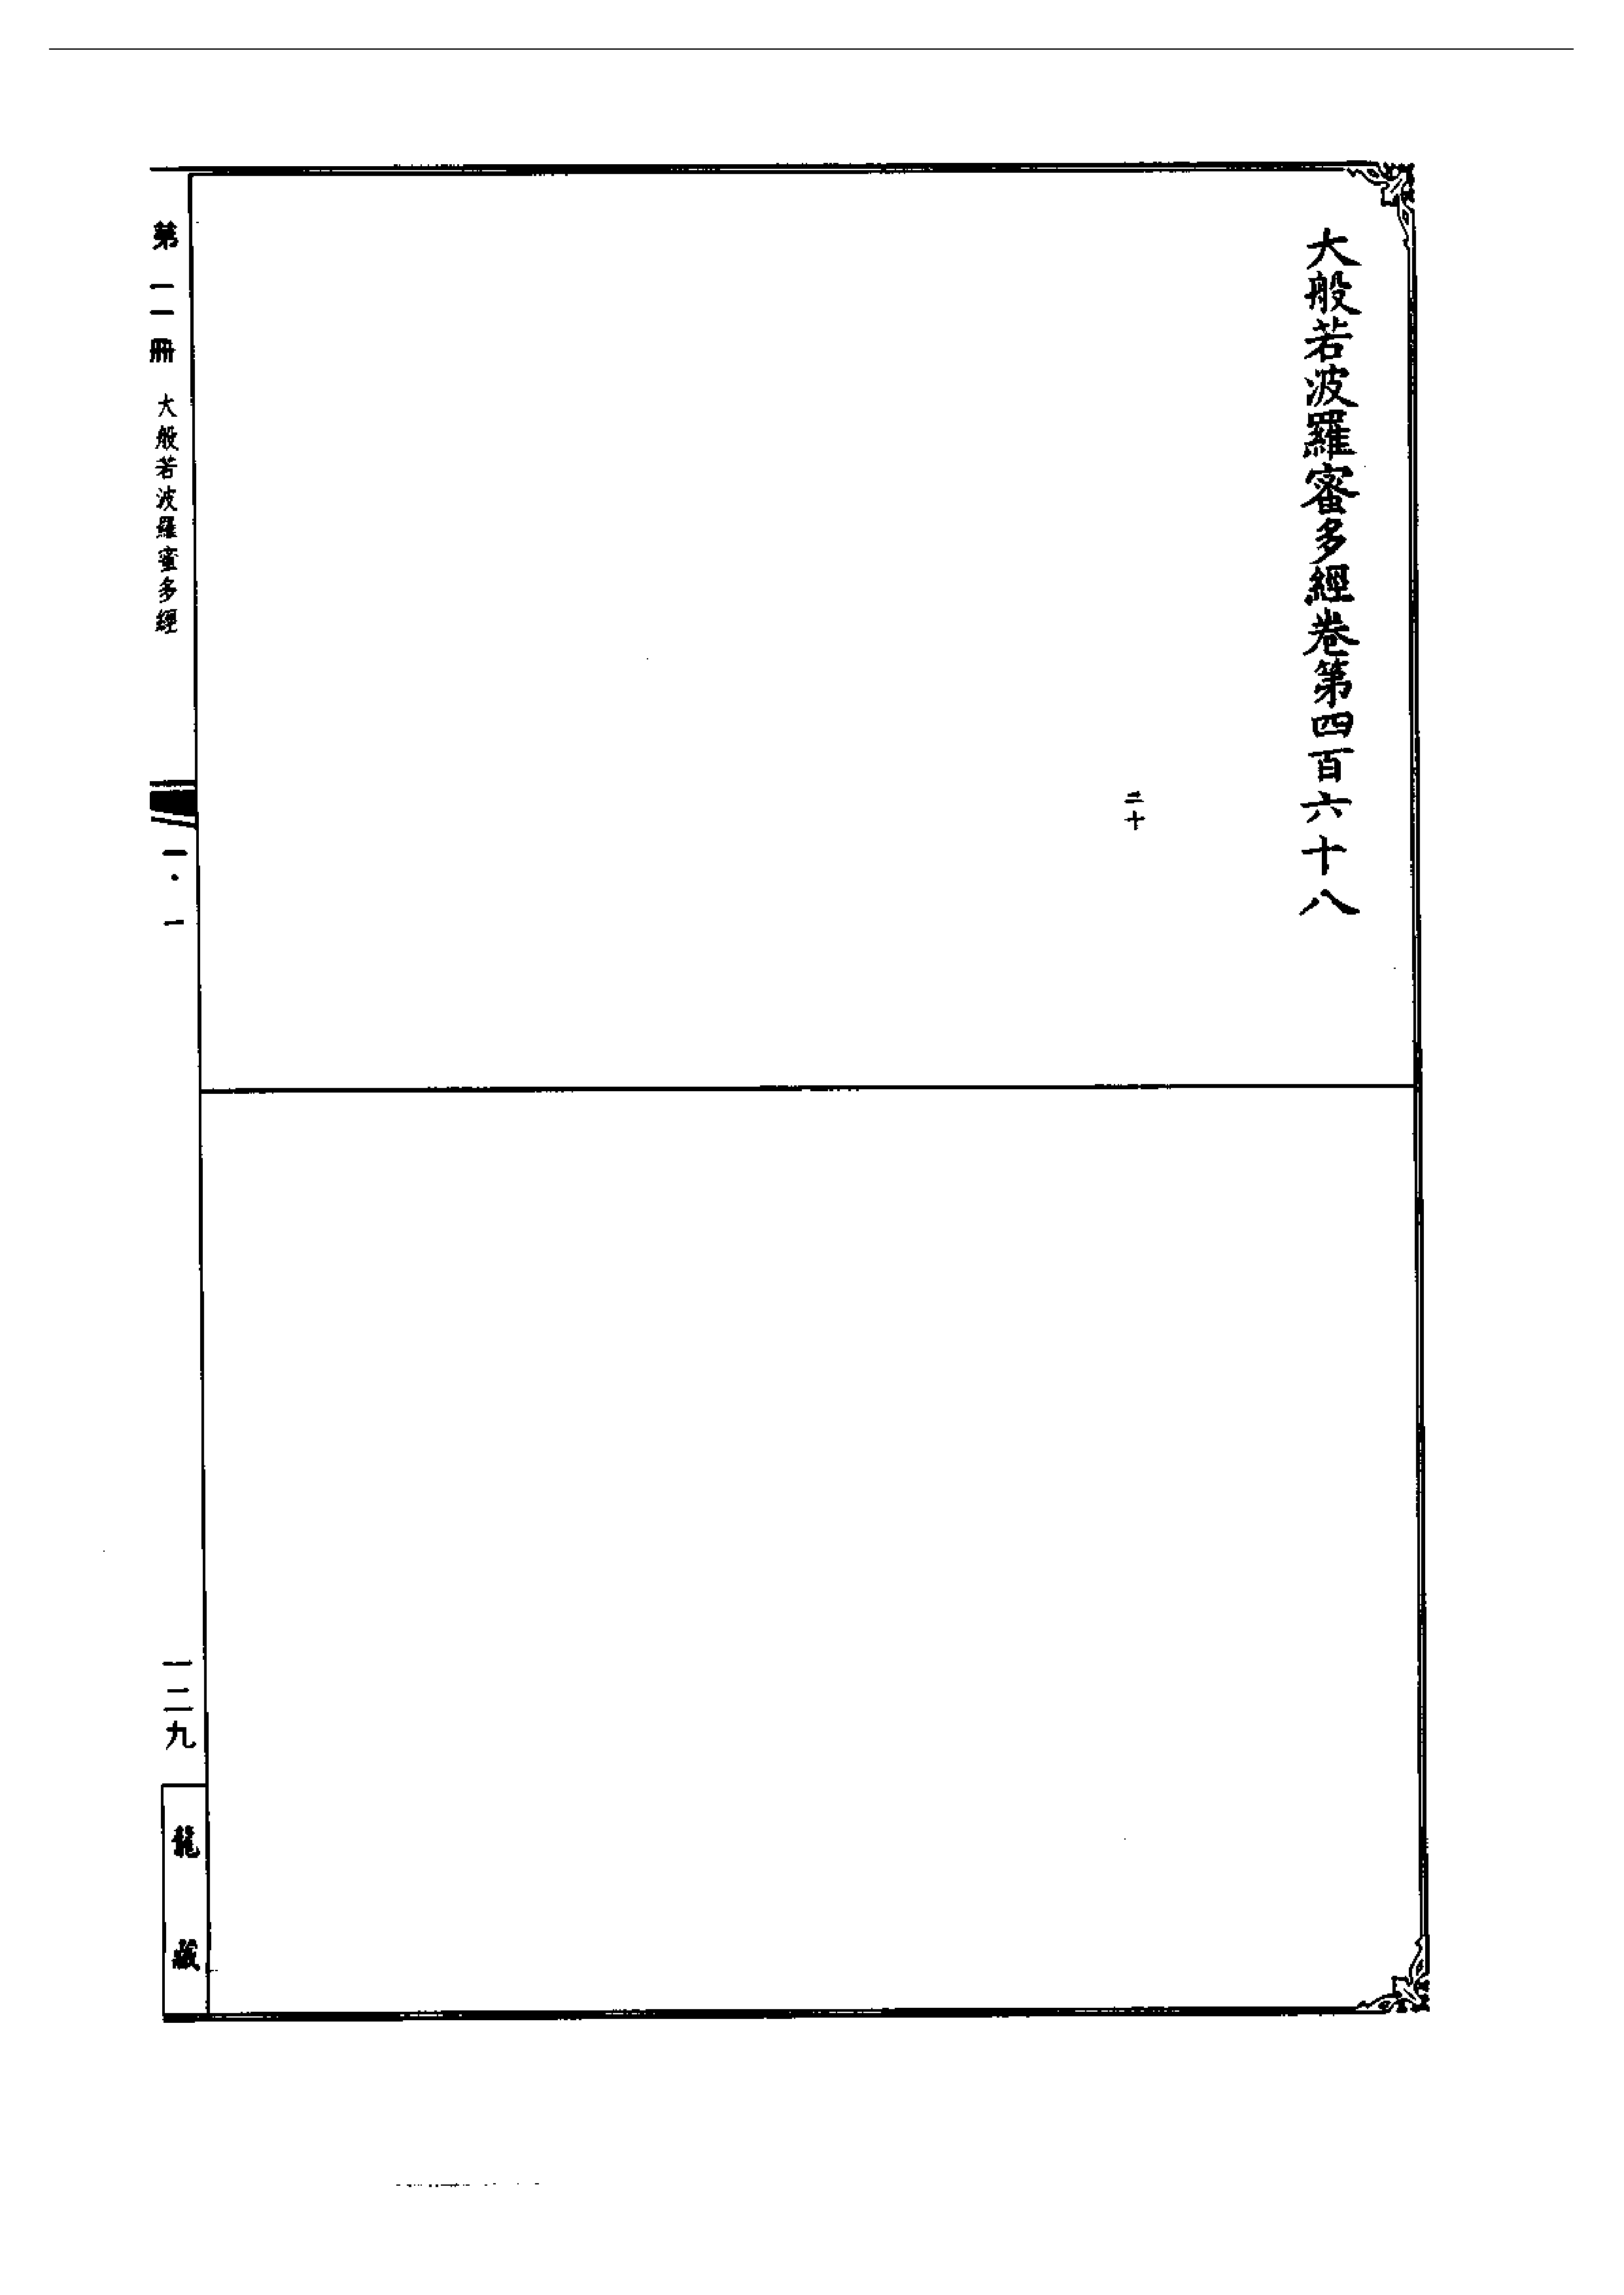 大般若波羅蜜多經卷第四百六十八
二十
第一一冊 大般若波羅蜜多經
一·一
一二九
龍藏